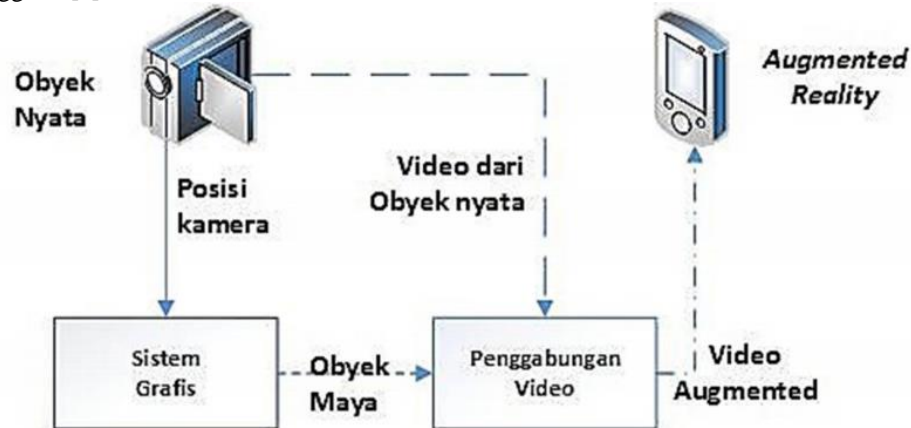 Obyek
Nyata
Augmented
Reality
Video dari
Obyek nyata
Posisi
kamera
Sistem
Grafis
Obyek
Maya
Penggabungan
Video
Video
Augmented